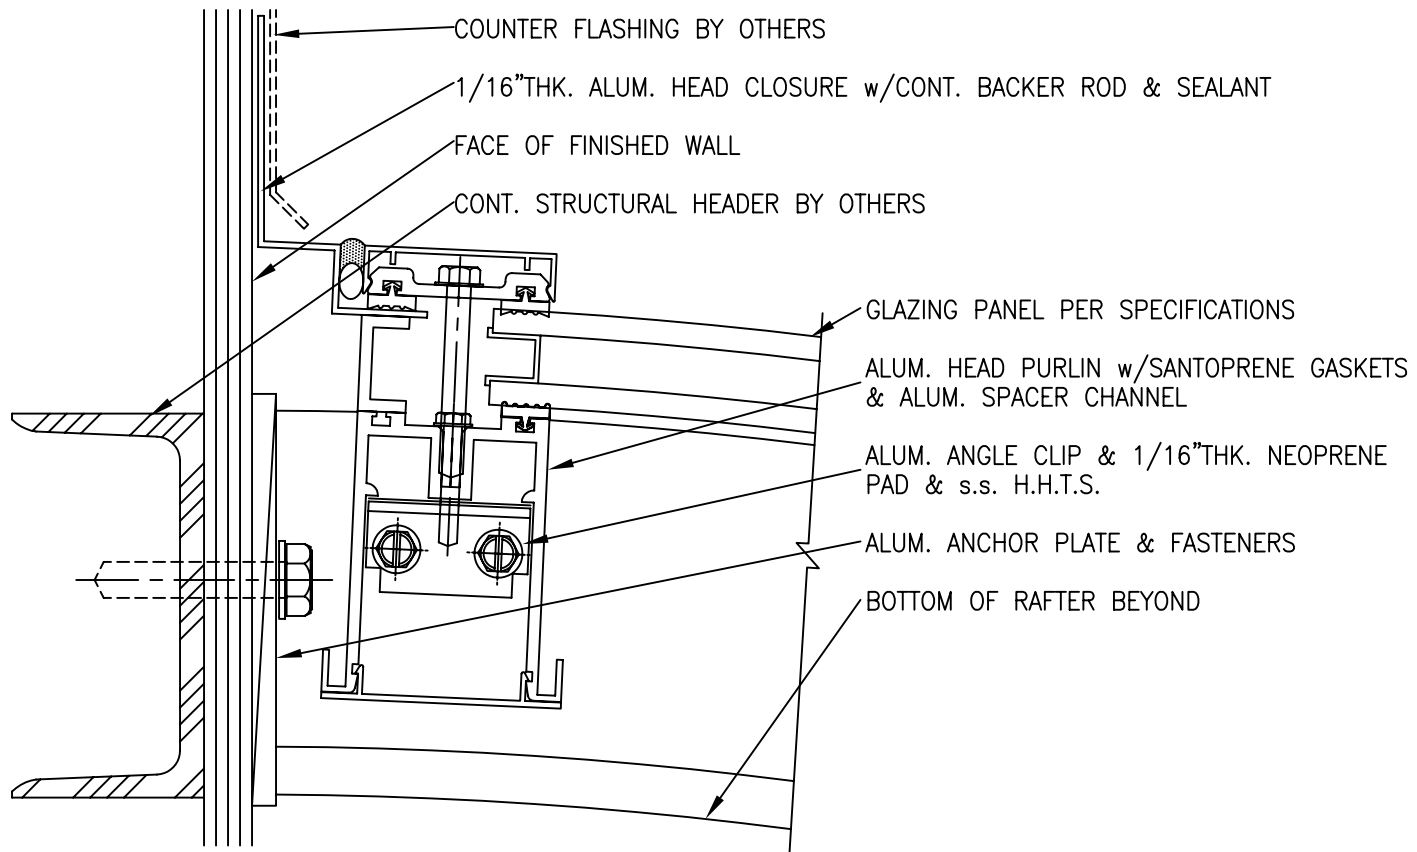 COUNTER FLASHING BY OTHERS
1/16"THK. ALUM. HEAD CLOSURE w/CONT. BACKER ROD & SEALANT
FACE OF FINISHED WALL
CONT. STRUCTURAL HEADER BY OTHERS
GLAZING PANEL PER SPECIFICATIONS
ALUM. HEAD PURLIN w/SANTOPRENE GASKETS
& ALUM. SPACER CHANNEL
ALUM. ANGLE CLIP & 1/16"THK. NEOPRENE
PAD & s.s. H.H.T.S.
ALUM. ANCHOR PLATE & FASTENERS
BOTTOM OF RAFTER BEYOND